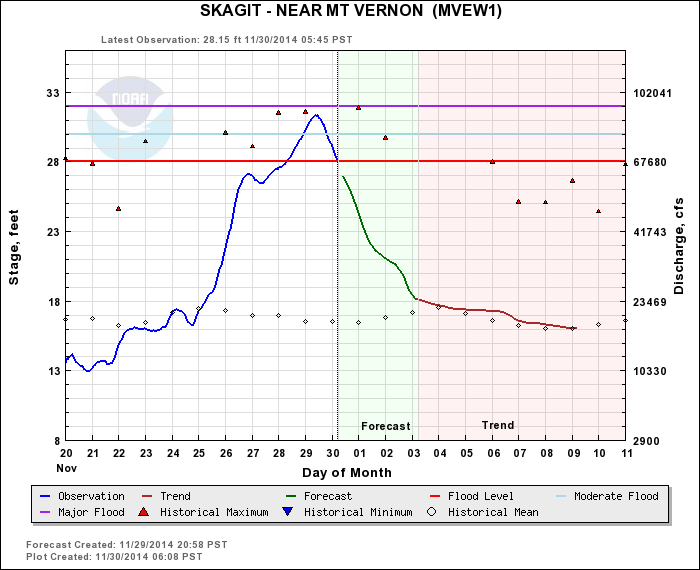 SKAGIT - NEAR MT VERNON (MVEW1)
Latest Observation: 28.15 ft 11/30/2014 05:45 PST
NOAA
33 102041
28 67680
23 41743
18 23469
13 10330
8 2900
Stage, feet
Discharge, cfs
Forecast Trend
20 21 22 23 24 25 26 27 28 29 30 01 02 03 04 05 06 07 08 09 10 11
Nov
Day of Month
Observation Trend Forecast Flood Level Moderate Flood
Major Flood Historical Maximum Historical Minimum Historical Mean
Forecast Created: 11/29/2014 20:58 PST
Plot Created: 11/30/2014 06:08 PST